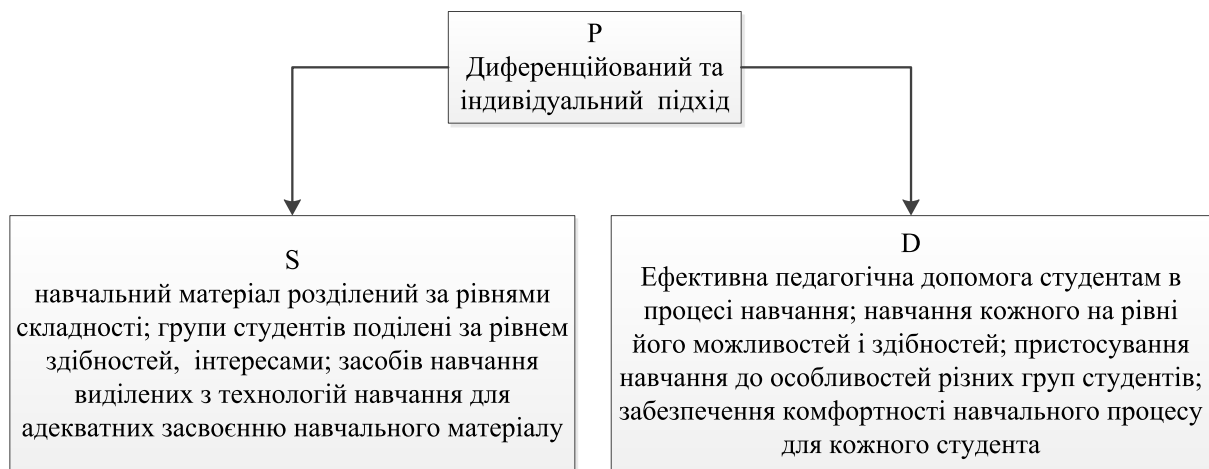 P
Диференційований та
індивідуальний підхід
S
навчальний матеріал розділений за рівнями
складності; групи студентів поділені за рівнем
здібностей, інтересами; засобів навчання
виділених з технологій навчання для
адекватних засвоєнню навчального матеріалу
D
Ефективна педагогічна допомога студентам в
процесі навчання; навчання кожного на рівні
його можливостей і здібностей; пристосування
навчання до особливостей різних груп студентів;
забезпечення комфортності навчального процесу
для кожного студента